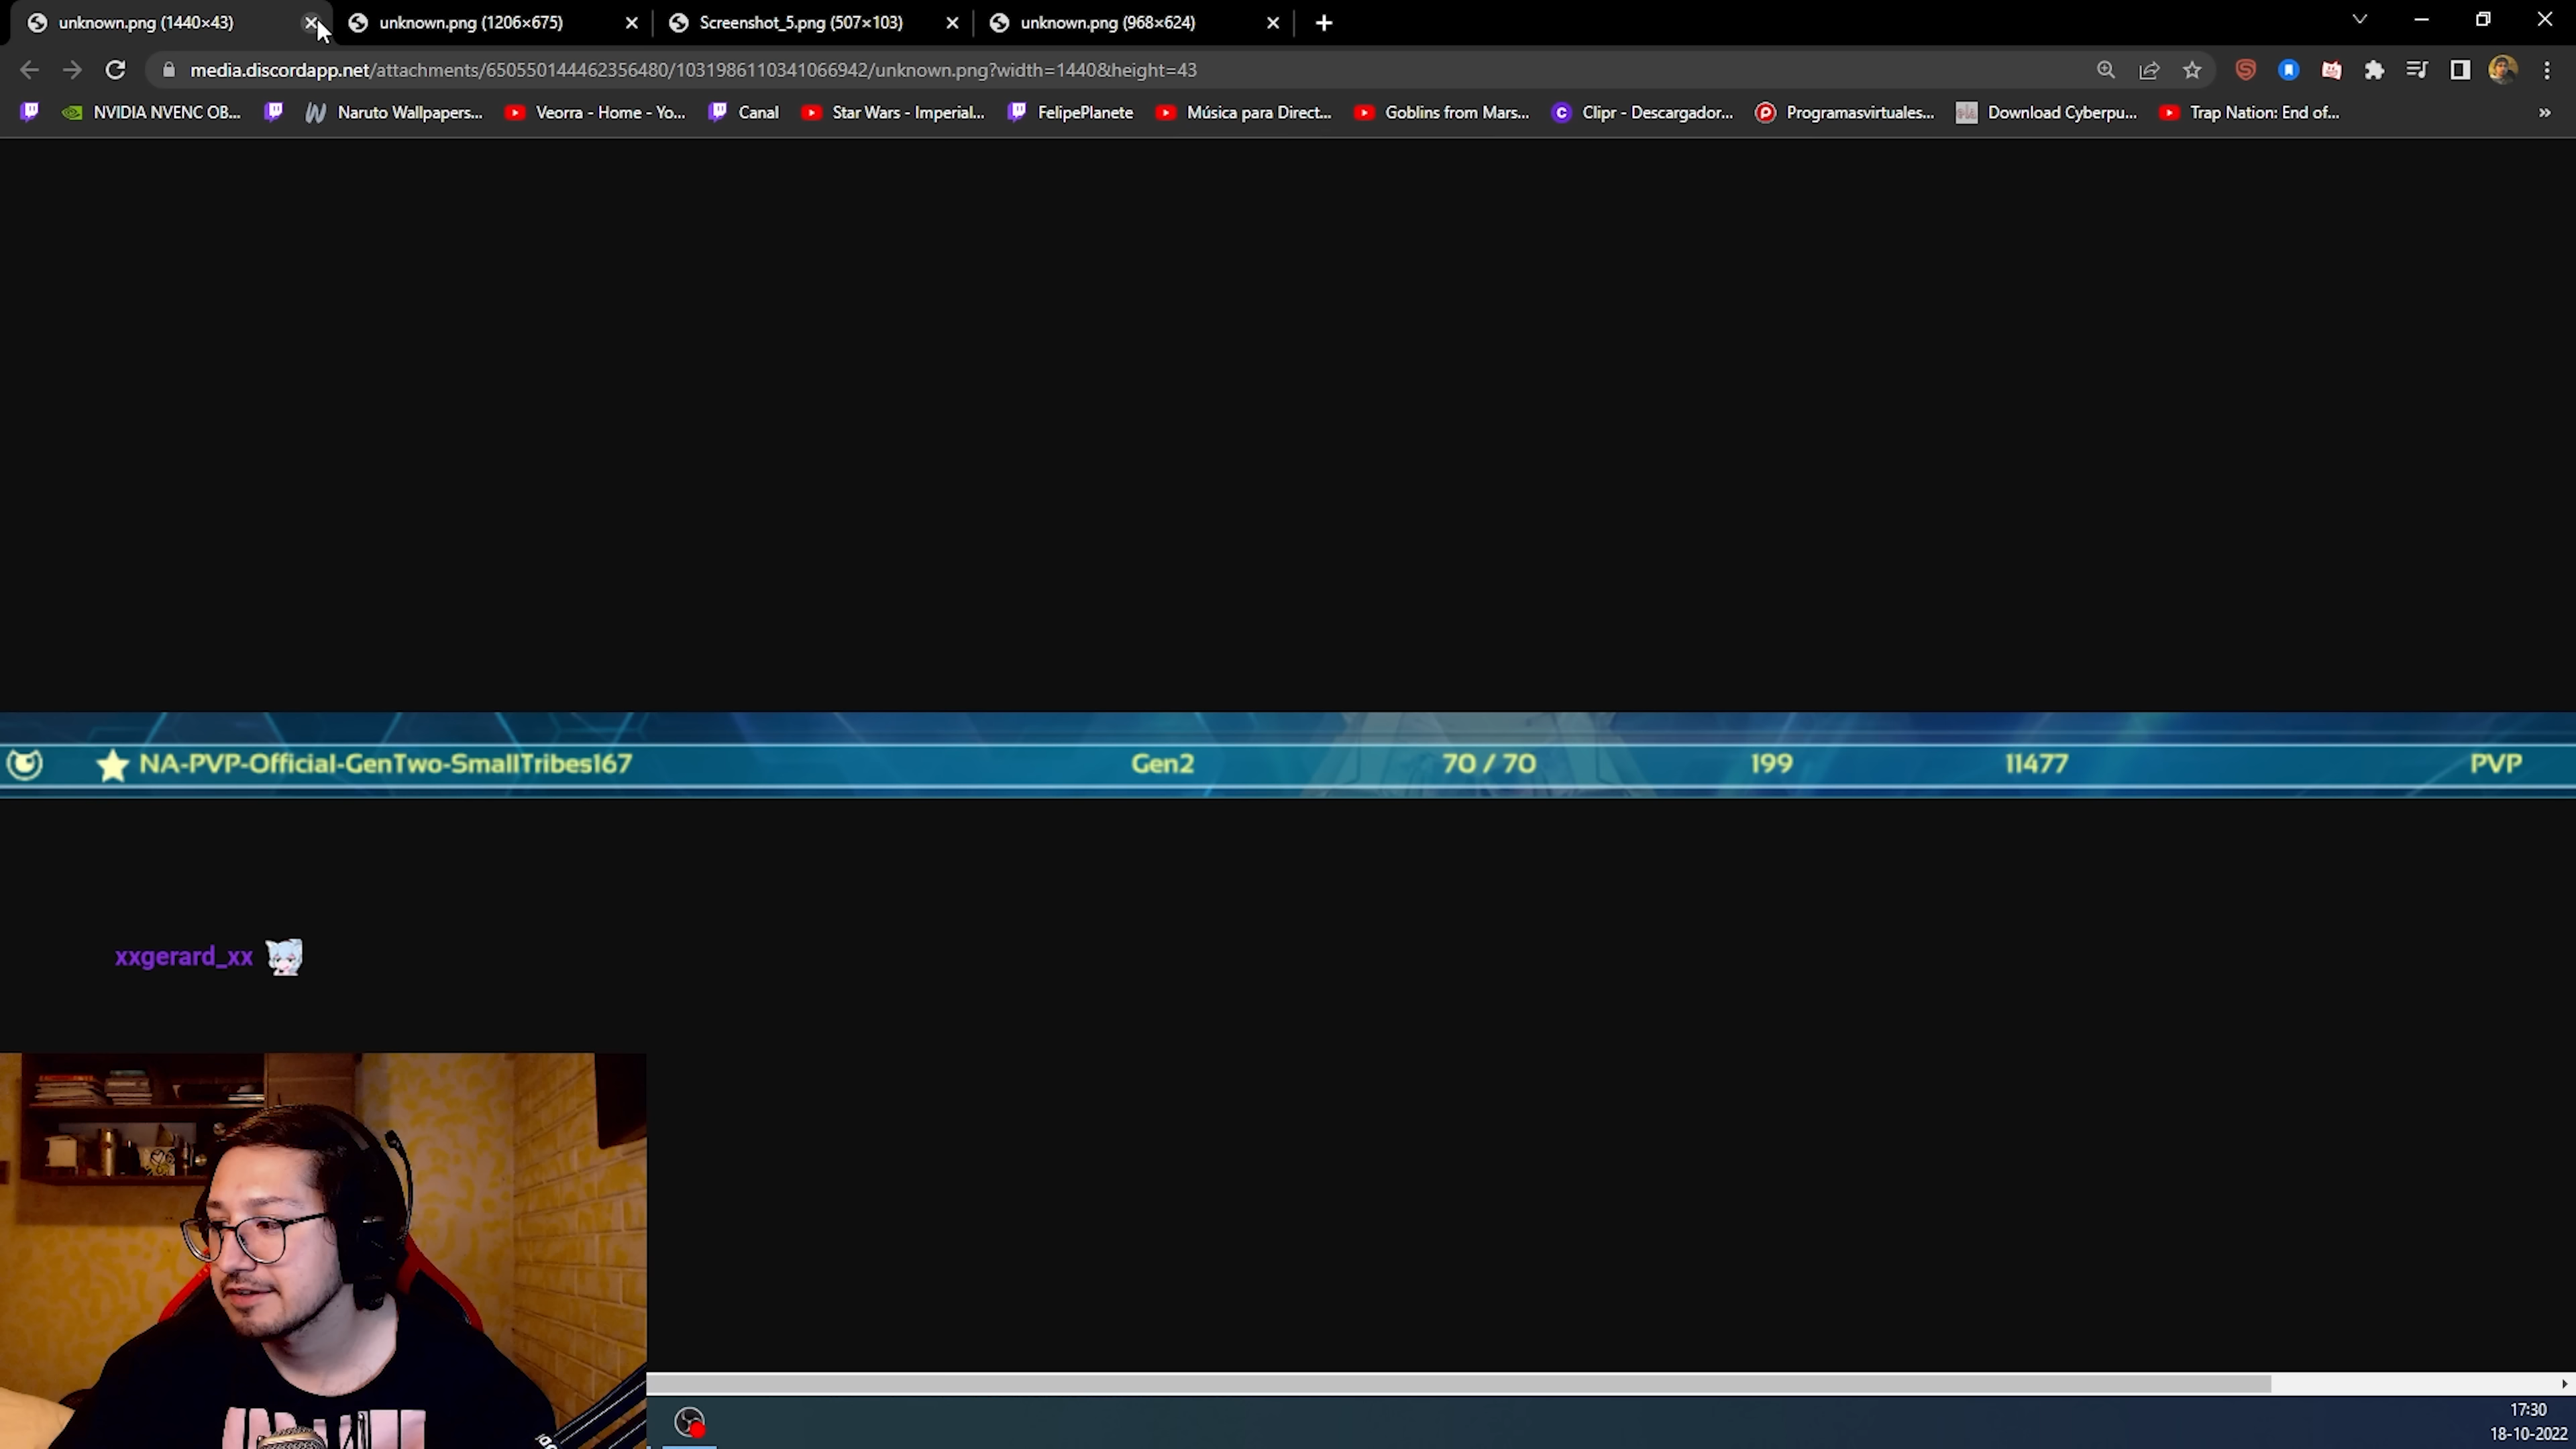 unknown.png (1440×43)
unknown.png (1206×675)
Screenshot_5.png (507×103)
unknown.png (968×624)
media.discordapp.net/attachments/650550144462356480/1031986110341066942/unknown.png?width=1440&height=43
NVIDIA NVENC OB...
Naruto Wallpapers...
Veorra - Home - Yo...
Canal
Star Wars - Imperial...
FelipePlanete
Música para Direct...
Goblins from Mars...
Clipr - Descargador...
Programasvirtuales...
Download Cyberpu...
Trap Nation: End of...
NA-PVP-Official-GenTwo-SmallTribes167 Gen2 70 / 70 199 11477 PVP
xxgerard_xx
17:30
18-10-2022